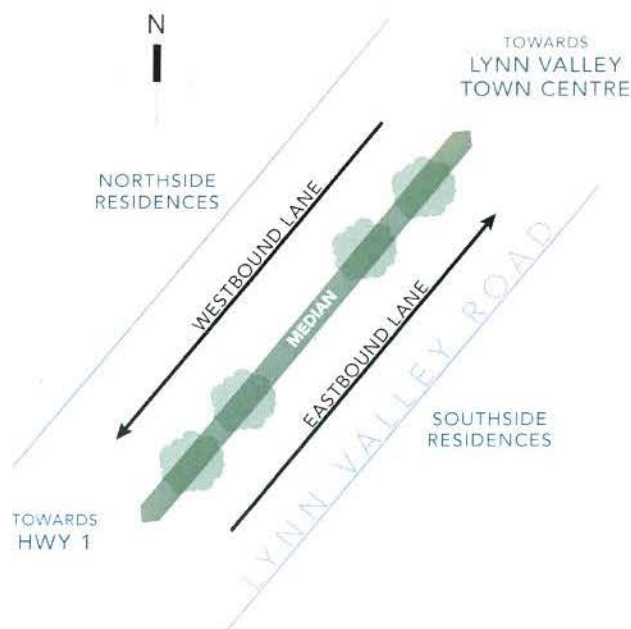 N
TOWARDS
LYNN VALLEY
TOWN CENTRE
NORTHSIDE
RESIDENCES
WESTBOUND LANE
MEDIAN
EASTBOUND LANE
LYNN VALLEY ROAD
SOUTHSIDE
RESIDENCES
TOWARDS
HWY 1